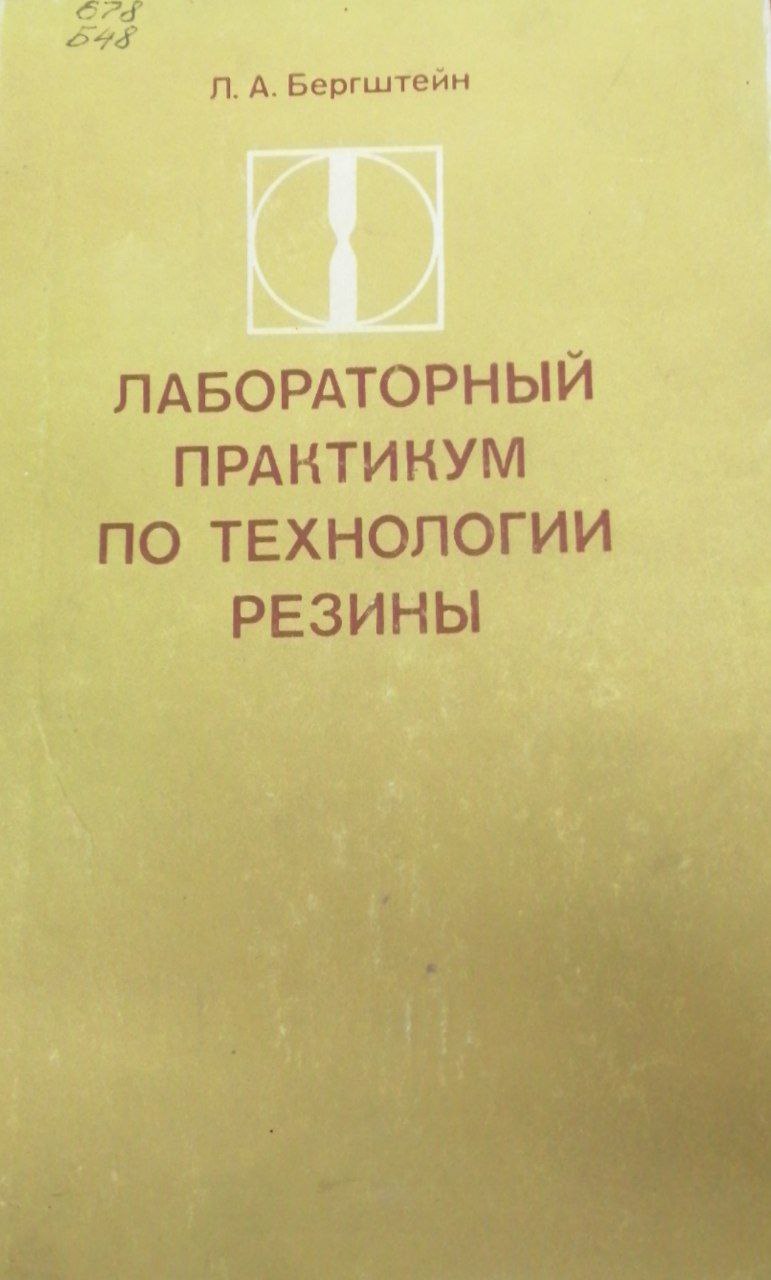 678
Б48
Л. А. Бергштейн
ЛАБОРАТОРНЫЙ
ПРАКТИКУМ
ПО ТЕХНОЛОГИИ
РЕЗИНЫ